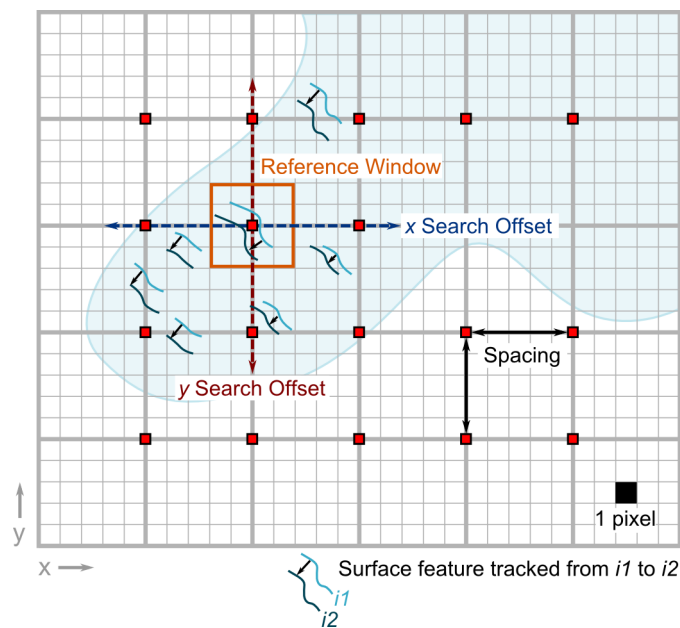 Reference Window
x Search Offset
Spacing
y Search Offset
1 pixel
y
x
Surface feature tracked from i1 to i2
i1
i2